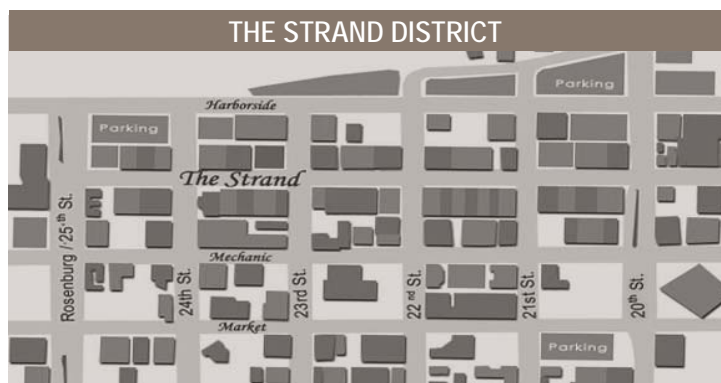 THE STRAND DISTRICT
Parking
Harborside
Parking
The Strand
Rosenburg / 25th St.
Mechanic
24th St.
23rd St.
22nd St.
21st St.
20th St.
Market
Parking